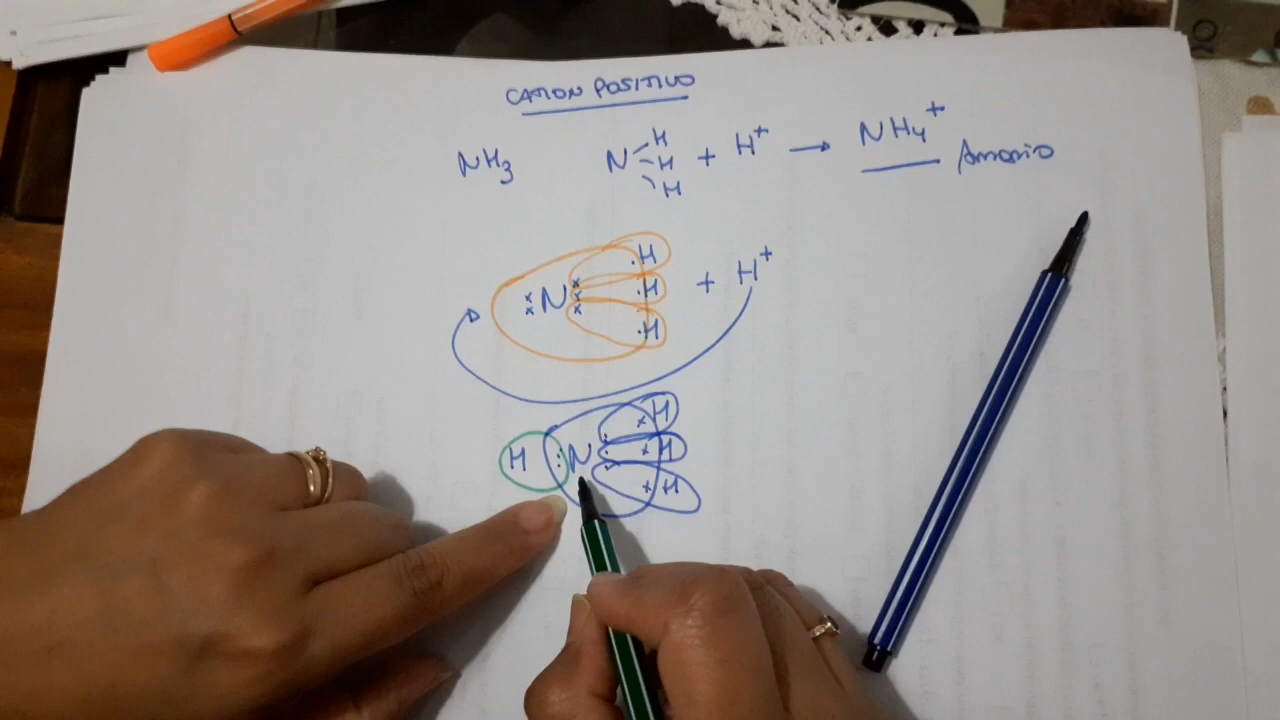 CATION POSITIVO
NH₃ N H H H + H⁺ → NH₄⁺ Amonio
N H H H + H⁺
H N H H H